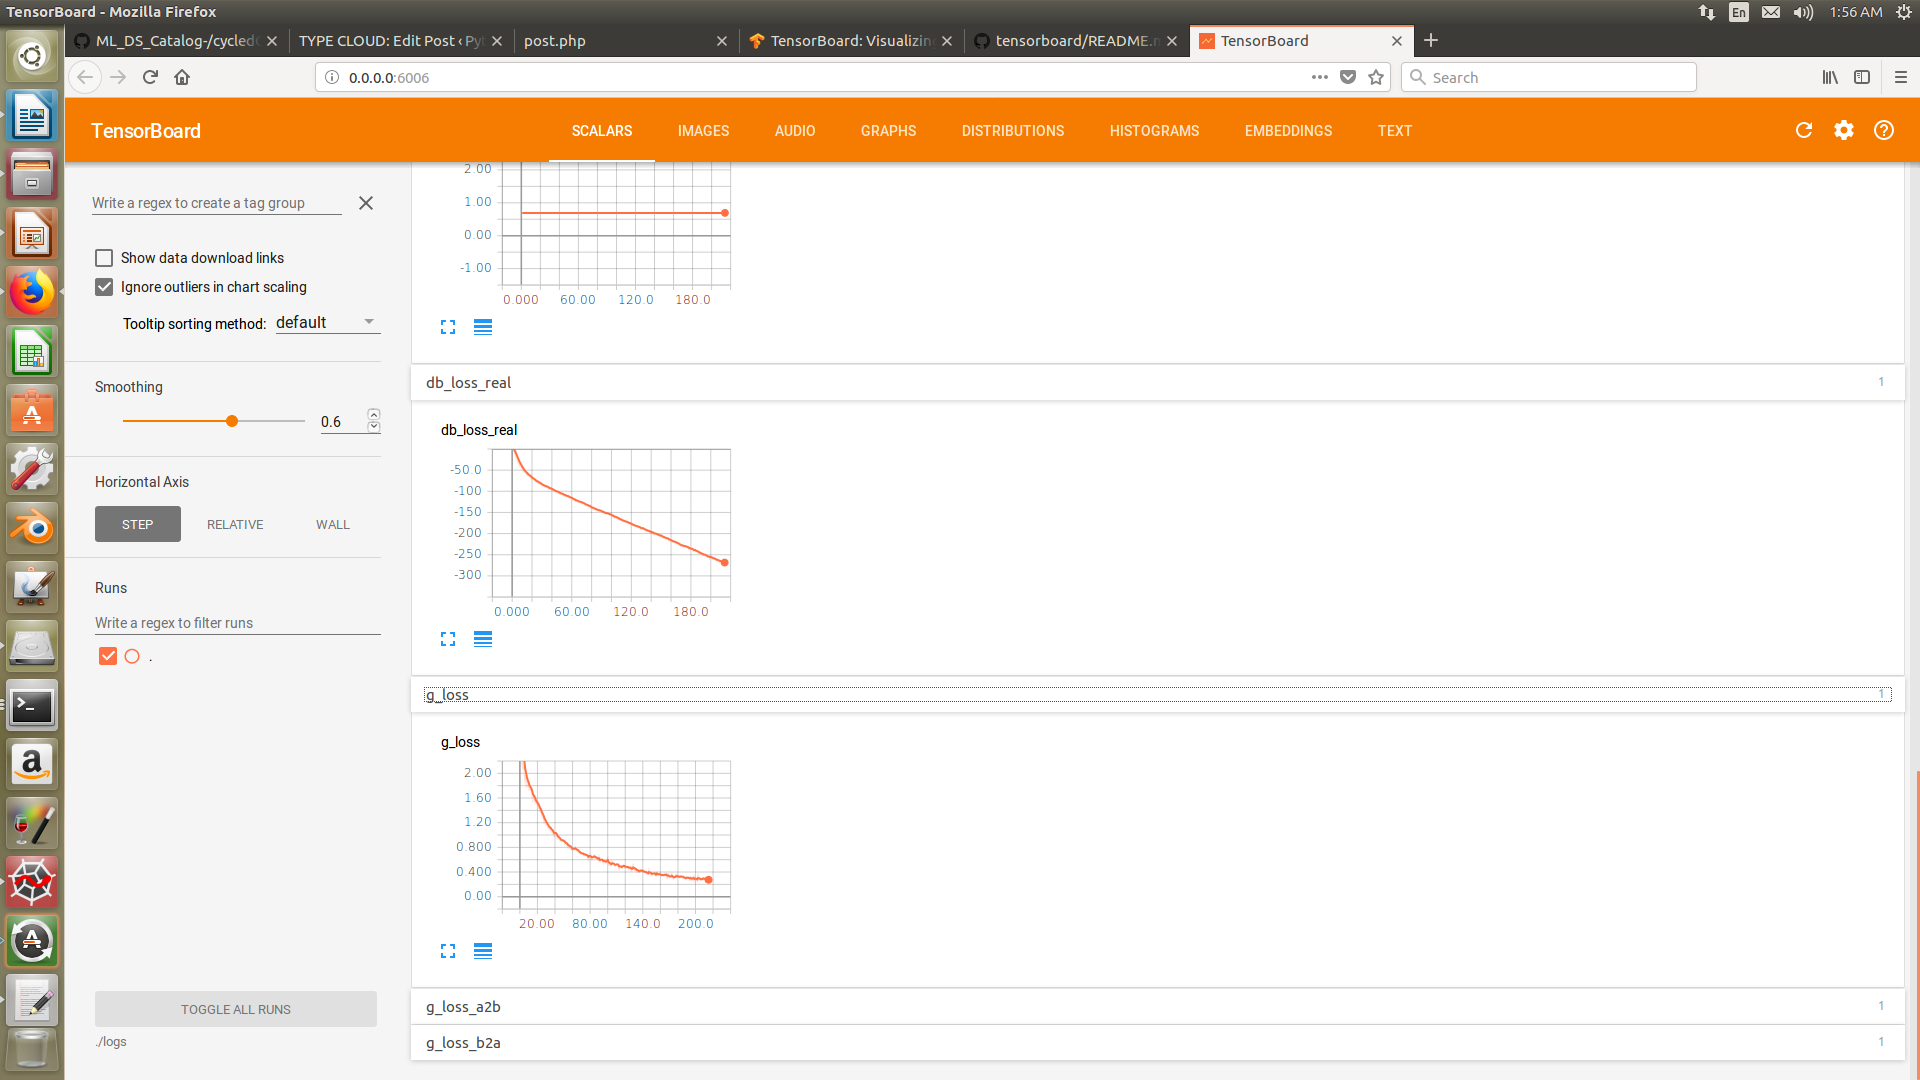 TensorBoard - Mozilla Firefox
En
1:56 AM
ML_DS_Catalog-/cycled
TYPE CLOUD: Edit Post ‹ Py
post.php
TensorBoard: Visualizin
tensorboard/README.
TensorBoard
0.0.0.0:6006
Search
TensorBoard
SCALARS
IMAGES
AUDIO
GRAPHS
DISTRIBUTIONS
HISTOGRAMS
EMBEDDINGS
TEXT
Write a regex to create a tag group
Show data download links
Ignore outliers in chart scaling
Tooltip sorting method: default
Smoothing
0.6
Horizontal Axis
STEP
RELATIVE
WALL
Runs
Write a regex to filter runs
.
TOGGLE ALL RUNS
./logs
2.00
1.00
0.00
-1.00
0.000 60.00 120.0 180.0
db_loss_real 1
db_loss_real
-50.0
-100
-150
-200
-250
-300
0.000 60.00 120.0 180.0
g_loss 1
g_loss
2.00
1.60
1.20
0.800
0.400
0.00
20.00 80.00 140.0 200.0
g_loss_a2b 1
g_loss_b2a 1